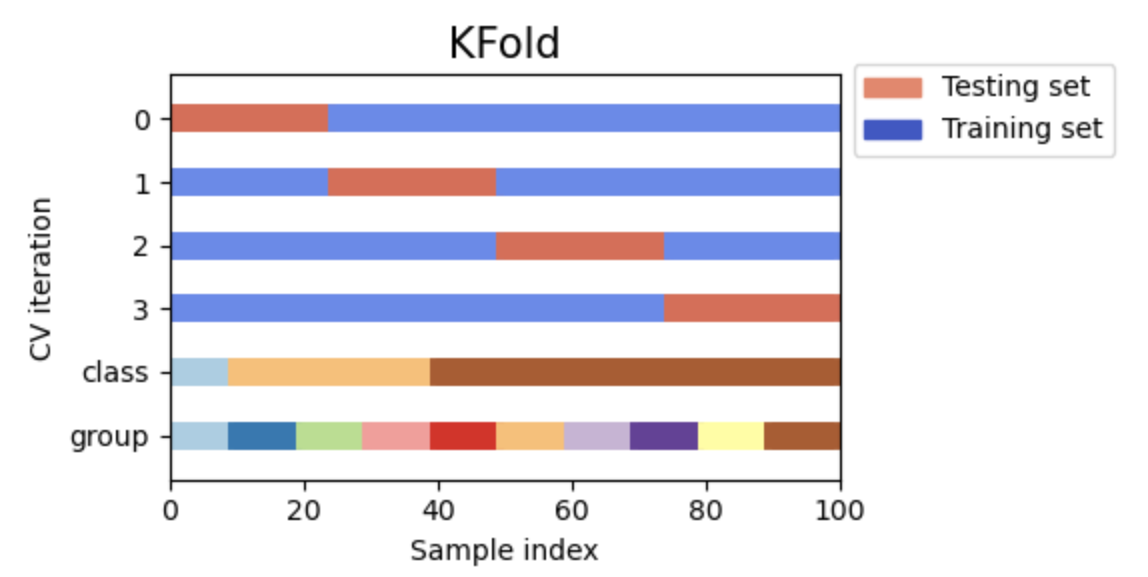 KFold
Testing set
Training set
CV iteration
0
1
2
3
class
group
0 20 40 60 80 100
Sample index